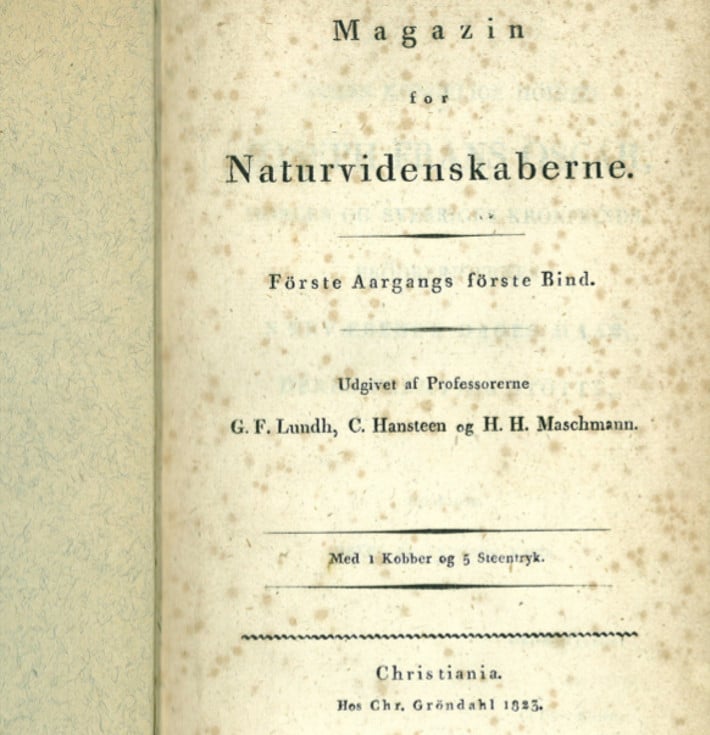 Magazin
for
Naturvidenskaberne.
Förste Aargangs förste Bind.
Udgivet af Professorerne
G. F. Lundh, C. Hansteen og H. H. Maschmann.
Med 1 Kobber og 5 Steentryk.
Christiania.
Hos Chr. Gröndahl 1823.